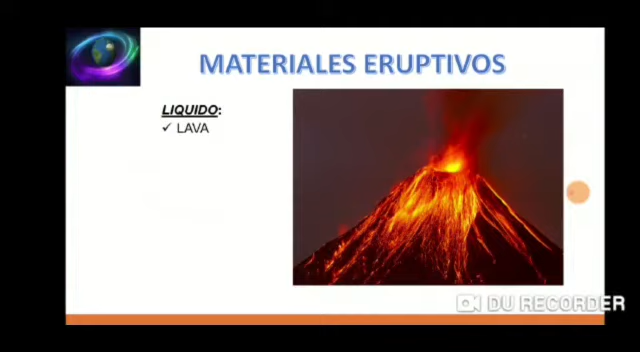 MATERIALES ERUPTIVOS
LIQUIDO:
✓ LAVA
DU RECORDER